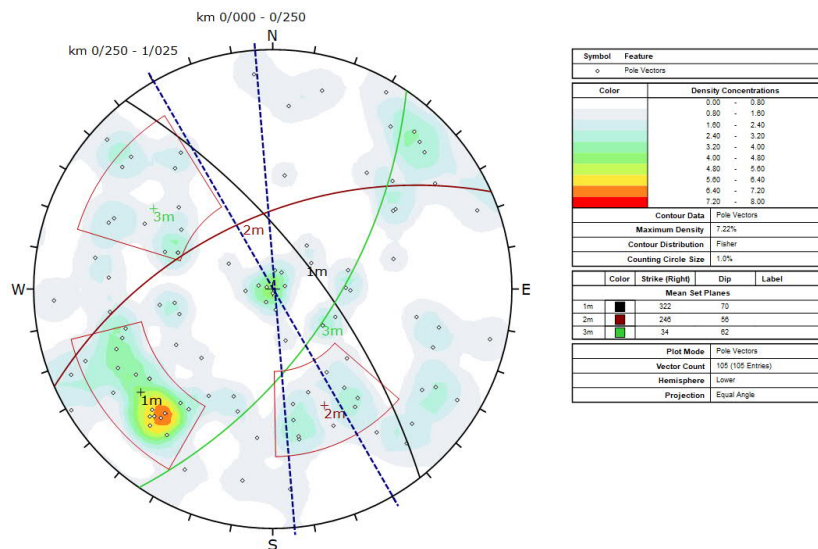 km 0/000 - 0/250
km 0/250 - 1/025
N
W
E
S
3m
2m
1m
3m
1m
2m
Symbol Feature
Pole Vectors
Color Density Concentrations
0.00 - 0.80
0.80 - 1.60
1.60 - 2.40
2.40 - 3.20
3.20 - 4.00
4.00 - 4.80
4.80 - 5.60
5.60 - 6.40
6.40 - 7.20
7.20 - 8.00
Contour Data Pole Vectors
Maximum Density 7.22%
Contour Distribution Fisher
Counting Circle Size 1.0%
Color Strike (Right) Dip Label
Mean Set Planes
1m 322 70
2m 246 56
3m 34 62
Plot Mode Pole Vectors
Vector Count 105 (105 Entries)
Hemisphere Lower
Projection Equal Angle